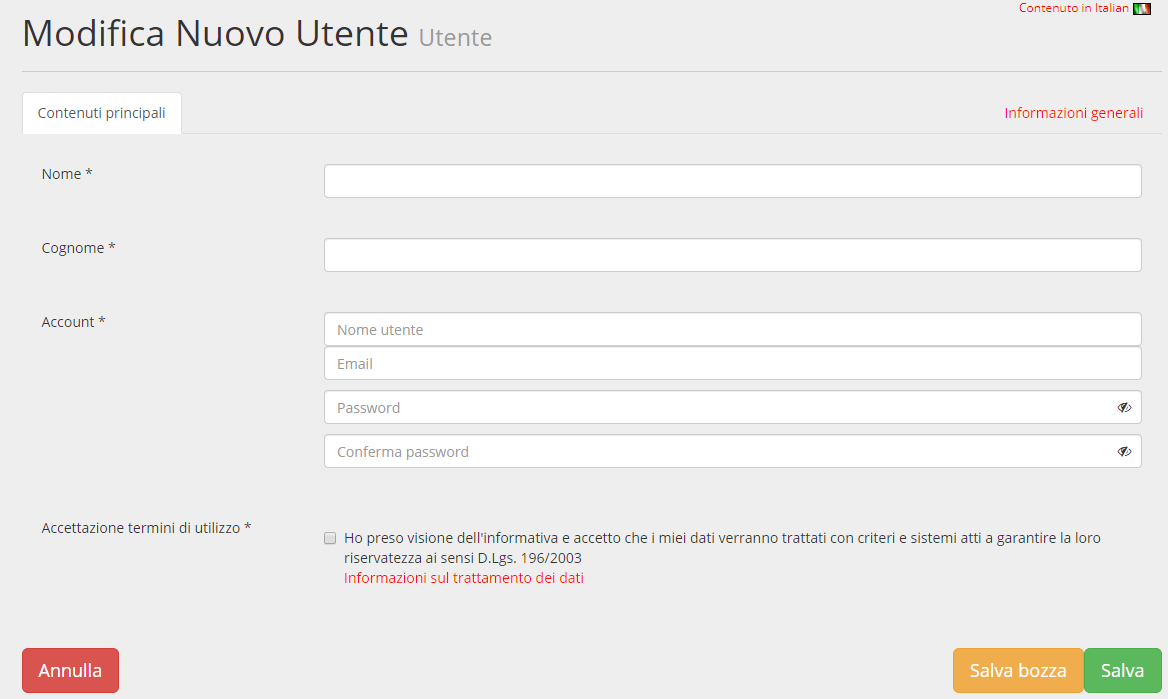 Contenuto in Italian
Modifica Nuovo Utente Utente
Contenuti principali
Informazioni generali
Nome *
Cognome *
Account *
Nome utente
Email
Password
Conferma password
Accettazione termini di utilizzo *
Ho preso visione dell'informativa e accetto che i miei dati verranno trattati con criteri e sistemi atti a garantire la loro
riservatezza ai sensi D.Lgs. 196/2003
Informazioni sul trattamento dei dati
Annulla
Salva bozza
Salva